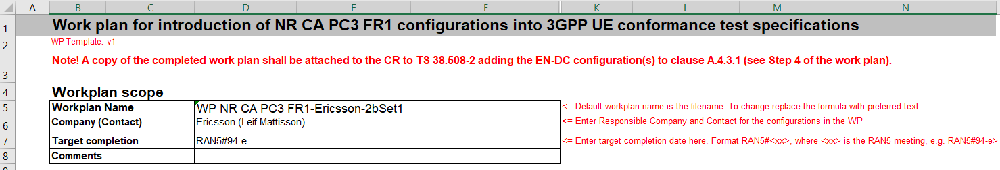 A B C D E F K L M N
1 Work plan for introduction of NR CA PC3 FR1 configurations into 3GPP UE conformance test specifications
2 WP Template: v1
3 Note! A copy of the completed work plan shall be attached to the CR to TS 38.508-2 adding the EN-DC configuration(s) to clause A.4.3.1 (see Step 4 of the work plan).
4 Workplan scope
5 Workplan Name WP NR CA PC3 FR1-Ericsson-2bSet1 <= Default workplan name is the filename. To change replace the formula with preferred text.
6 Company (Contact) Ericsson (Leif Mattisson) <= Enter Responsible Company and Contact for the configurations in the WP
7 Target completion RAN5#94-e <= Enter target completion date here. Format RAN5#<xx>, where <xx> is the RAN5 meeting, e.g. RAN5#94-e>
8 Comments